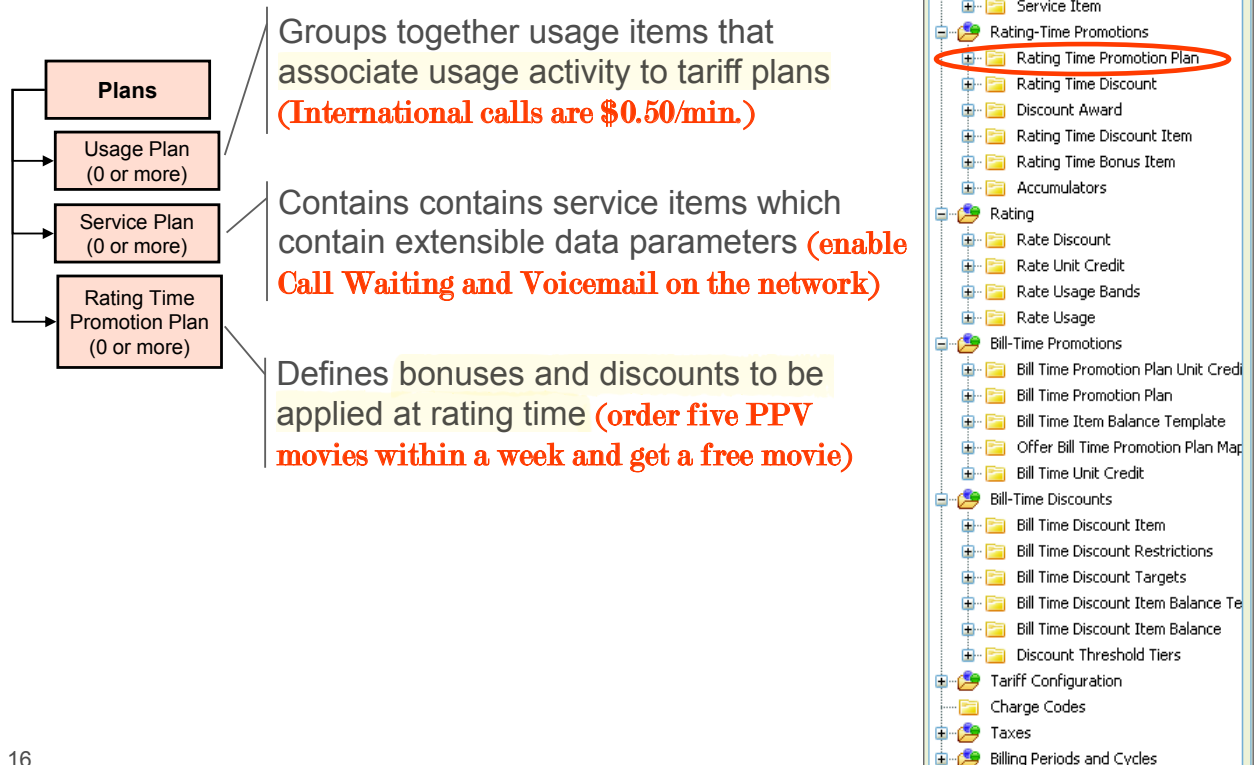 Plans
Usage Plan
(0 or more)
Service Plan
(0 or more)
Rating Time
Promotion Plan
(0 or more)
Groups together usage items that
associate usage activity to tariff plans
(International calls are $0.50/min.)
Contains contains service items which
contain extensible data parameters (enable
Call Waiting and Voicemail on the network)
Defines bonuses and discounts to be
applied at rating time (order five PPV
movies within a week and get a free movie)
16
Service Item
Rating-Time Promotions
Rating Time Promotion Plan
Rating Time Discount
Discount Award
Rating Time Discount Item
Rating Time Bonus Item
Accumulators
Rating
Rate Discount
Rate Unit Credit
Rate Usage Bands
Rate Usage
Bill-Time Promotions
Bill Time Promotion Plan Unit Credi
Bill Time Promotion Plan
Bill Time Item Balance Template
Offer Bill Time Promotion Plan Map
Bill Time Unit Credit
Bill-Time Discounts
Bill Time Discount Item
Bill Time Discount Restrictions
Bill Time Discount Targets
Bill Time Discount Item Balance Te
Bill Time Discount Item Balance
Discount Threshold Tiers
Tariff Configuration
Charge Codes
Taxes
Billing Periods and Cycles